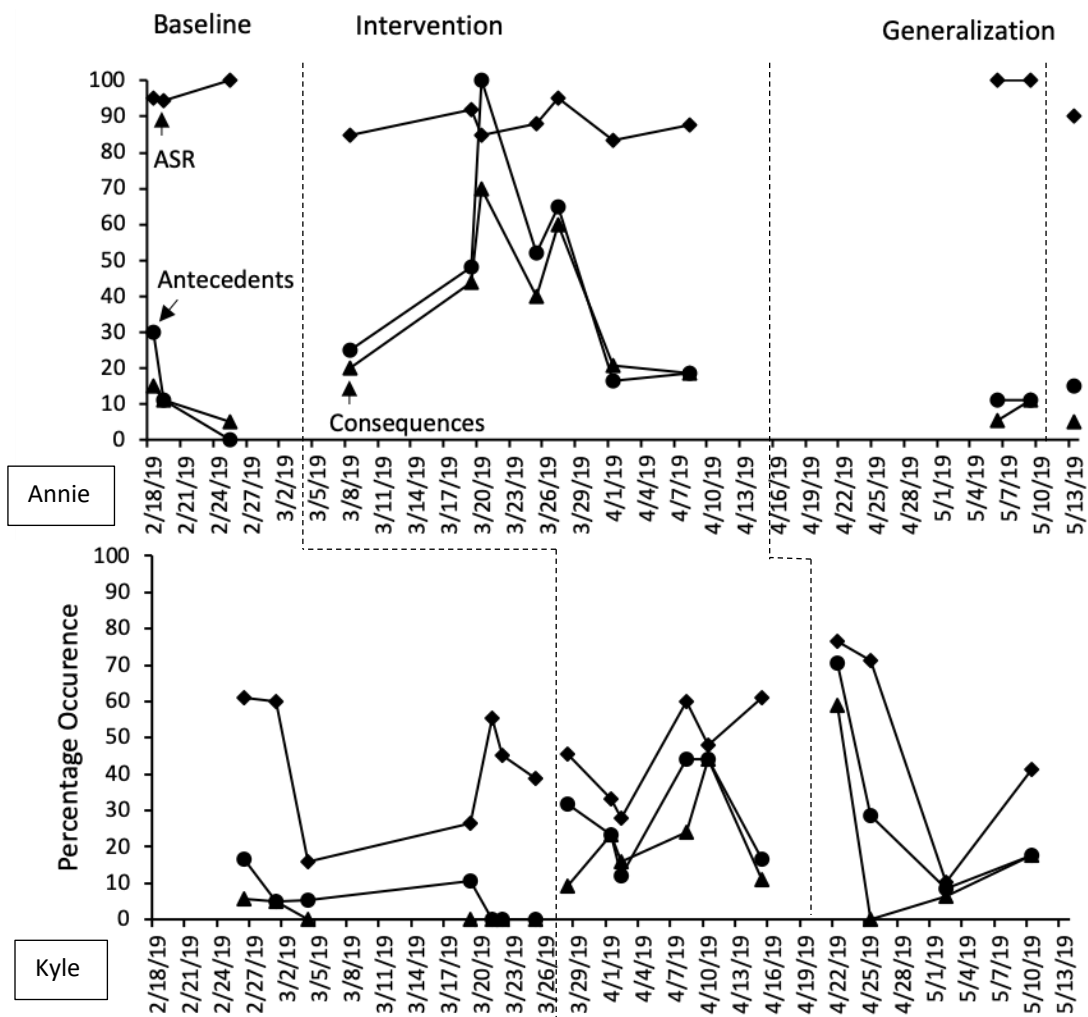 Baseline Intervention Generalization
100
90
80
70
60
50
40
30
20
10
0
ASR
Antecedents
Consequences
2/18/19 2/21/19 2/24/19 2/27/19 3/2/19 3/5/19 3/8/19 3/11/19 3/14/19 3/17/19 3/20/19 3/23/19 3/26/19 3/29/19 4/1/19 4/4/19 4/7/19 4/10/19 4/13/19 4/16/19 4/19/19 4/22/19 4/25/19 4/28/19 5/1/19 5/4/19 5/7/19 5/10/19 5/13/19
Annie
Percentage Occurence
100
90
80
70
60
50
40
30
20
10
0
2/18/19 2/21/19 2/24/19 2/27/19 3/2/19 3/5/19 3/8/19 3/11/19 3/14/19 3/17/19 3/20/19 3/23/19 3/26/19 3/29/19 4/1/19 4/4/19 4/7/19 4/10/19 4/13/19 4/16/19 4/19/19 4/22/19 4/25/19 4/28/19 5/1/19 5/4/19 5/7/19 5/10/19 5/13/19
Kyle